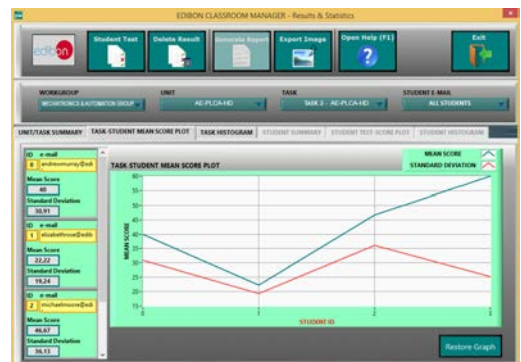 EDIBON CLASSROOM MANAGER - Results & Statistics
edibon
Student Test
Delete Result
Generate Report
Export Image
Open Help (F1)
Exit
WORKGROUP
UNIT
TASK
STUDENT E-MAIL
MECHATRONICS & AUTOMATION GROUP
AE-PLCA-HD
TASK 3 - AE-PLCA-HD
ALL STUDENTS
UNIT/TASK SUMMARY
TASK-STUDENT MEAN SCORE PLOT
TASK HISTOGRAM
STUDENT SUMMARY
STUDENT TEST-SCORE PLOT
STUDENT HISTOGRAM
ID e-mail
0 andrewmurray@edi
Mean Score
40
Standard Deviation
30,91
ID e-mail
1 elisabethrose@edib
Mean Score
22,22
Standard Deviation
19,24
ID e-mail
2 michaelmoore@edi
Mean Score
46,67
Standard Deviation
36,13
TASK-STUDENT MEAN SCORE PLOT
MEAN SCORE
STANDARD DEVIATION
60
55
50
45
40
35
30
25
20
15
MEAN SCORE
0
1
2
3
STUDENT ID
Restore Graph